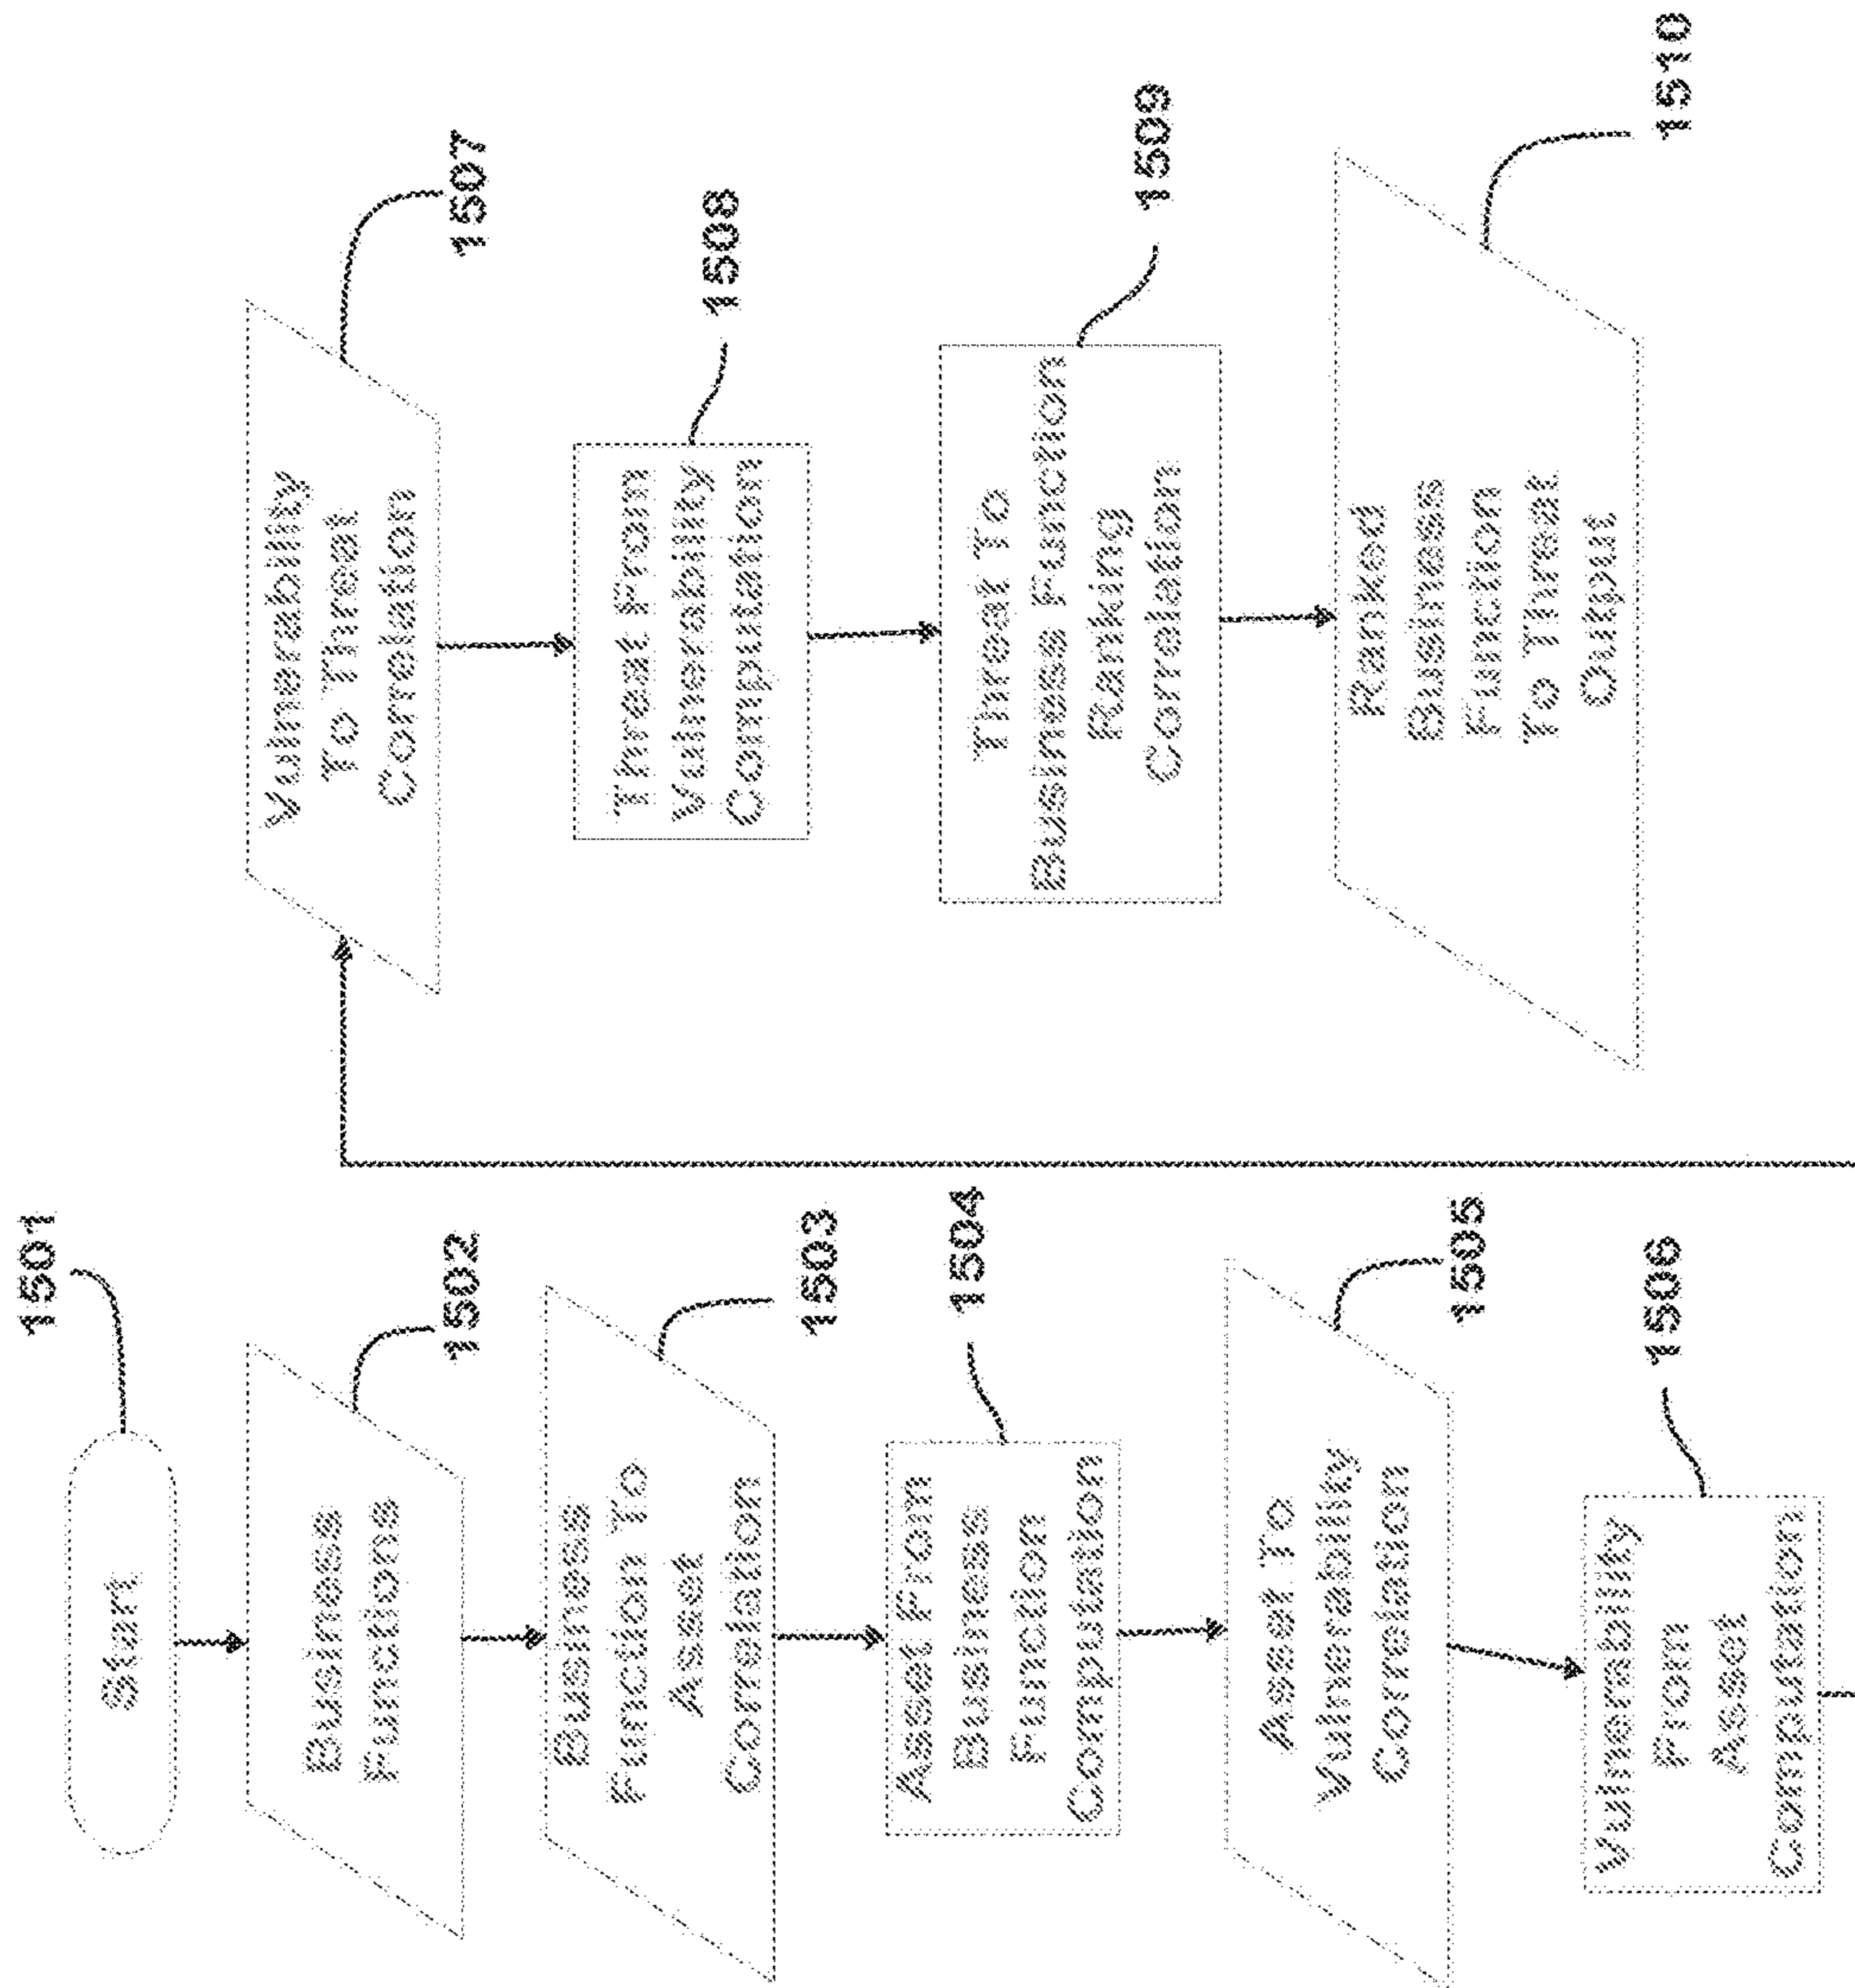 1501
Start
1502
Business
Functions
1503
Business
Function To
Asset
Correlation
1504
Asset From
Business
Function
Computation
1505
Asset To
Vulnerability
Correlation
1506
Vulnerability
From
Asset
Computation
1507
Vulnerability
To Threat
Correlation
1508
Threat From
Vulnerability
Computation
1509
Threat To
Business Function
Ranking
Correlation
1510
Ranked
Business
Function
To Threat
Output